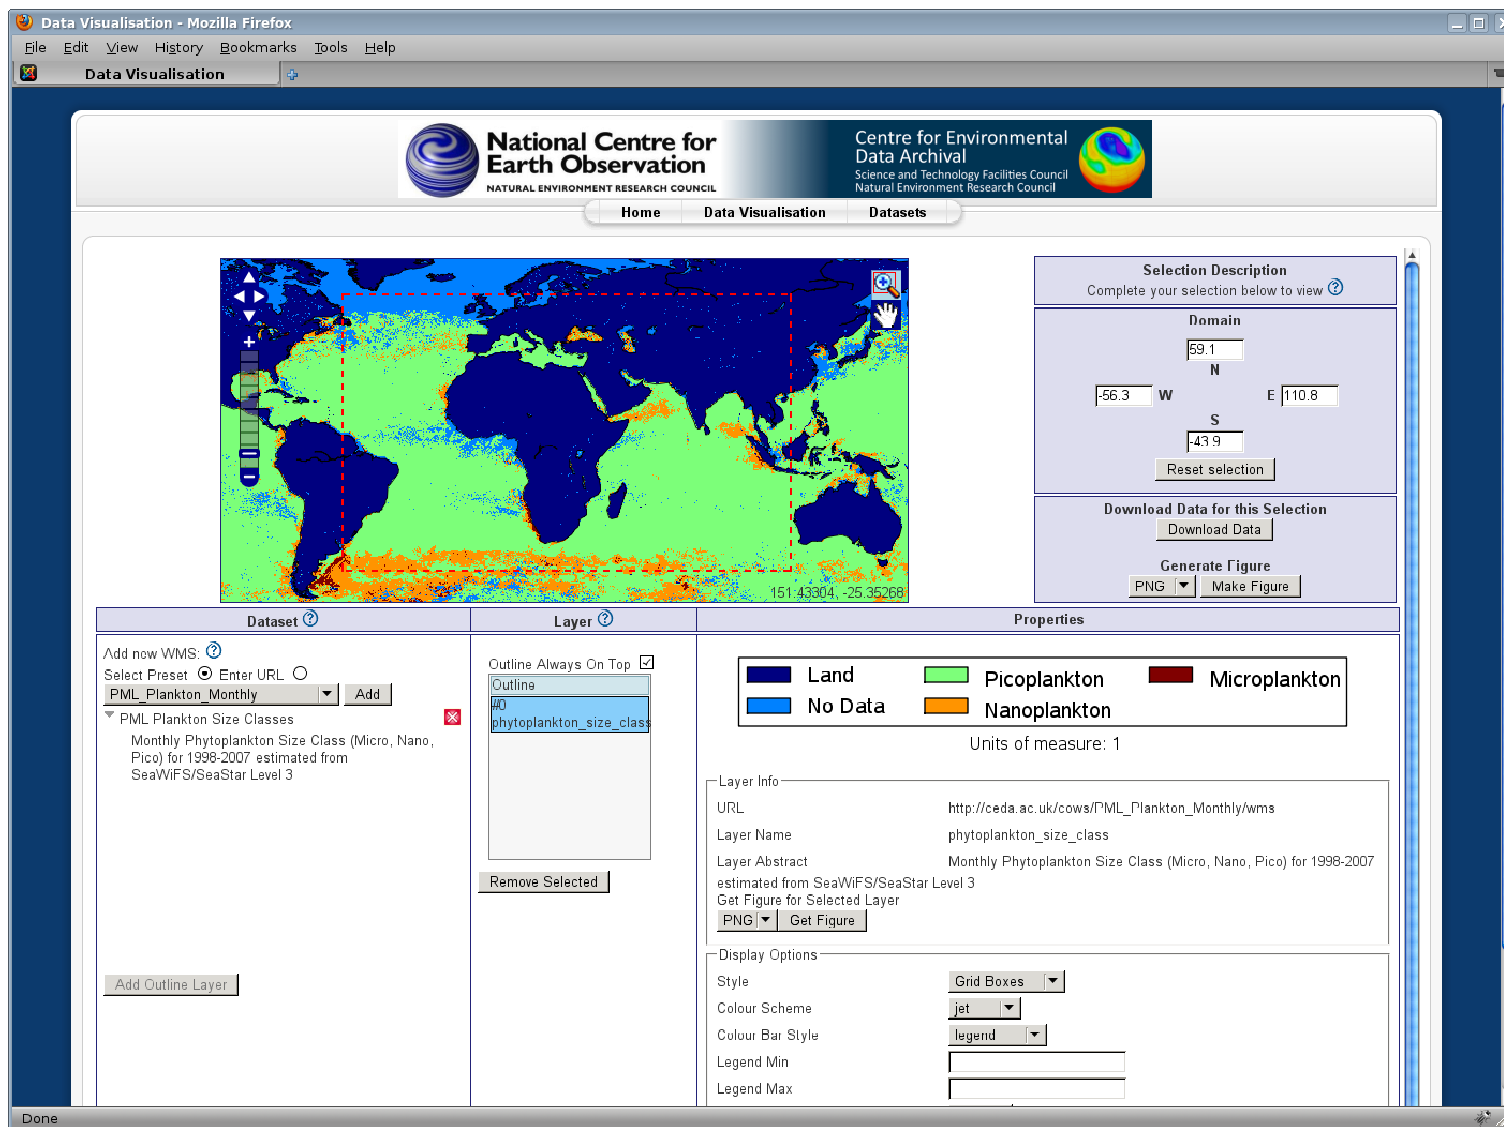 Data Visualisation - Mozilla Firefox
File Edit View History Bookmarks Tools Help
Data Visualisation
National Centre for
Earth Observation
NATURAL ENVIRONMENT RESEARCH COUNCIL
Centre for Environmental
Data Archival
Science and Technology Facilities Council
Natural Environment Research Council
Home Data Visualisation Datasets
Selection Description
Complete your selection below to view
Domain
59.1
N
-56.3 W E 110.8
S
-43.9
Reset selection
Download Data for this Selection
Download Data
Generate Figure
PNG Make Figure
151.43304, -25.35268
Dataset Layer Properties
Add new WMS:
Select Preset Enter URL
PML_Plankton_Monthly Add
PML Plankton Size Classes
Monthly Phytoplankton Size Class (Micro, Nano,
Pico) for 1998-2007 estimated from
SeaWiFS/SeaStar Level 3
Add Outline Layer
Outline Always On Top
Outline
#0
phytoplankton_size_class
Remove Selected
Land Picoplankton Microplankton
No Data Nanoplankton
Units of measure: 1
Layer Info
URL http://ceda.ac.uk/cows/PML_Plankton_Monthly/wms
Layer Name phytoplankton_size_class
Layer Abstract Monthly Phytoplankton Size Class (Micro, Nano, Pico) for 1998-2007
estimated from SeaWiFS/SeaStar Level 3
Get Figure for Selected Layer
PNG Get Figure
Display Options
Style Grid Boxes
Colour Scheme jet
Colour Bar Style legend
Legend Min
Legend Max
Done